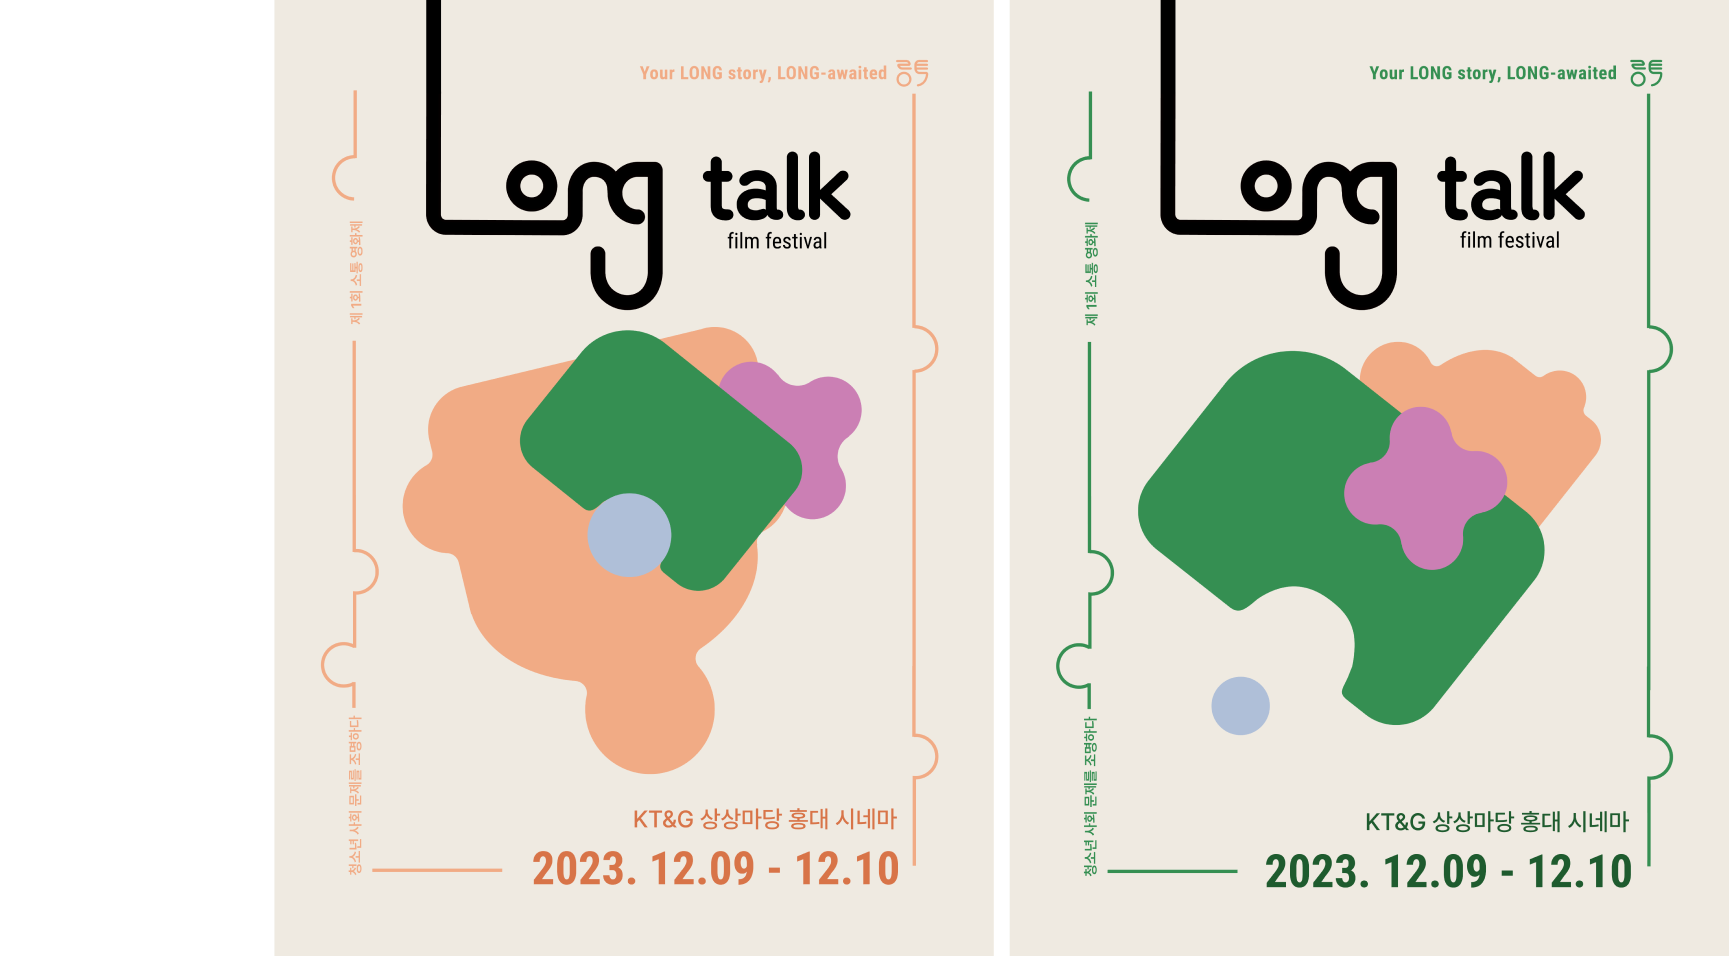 Your LONG story, LONG-awaited 롱톡
Long talk
film festival
제 1회 소통 영화제
청소년 사회 문제를 조명하다
KT&G 상상마당 홍대 시네마
2023. 12.09 - 12.10
Your LONG story, LONG-awaited 롱톡
Long talk
film festival
제 1회 소통 영화제
청소년 사회 문제를 조명하다
KT&G 상상마당 홍대 시네마
2023. 12.09 - 12.10